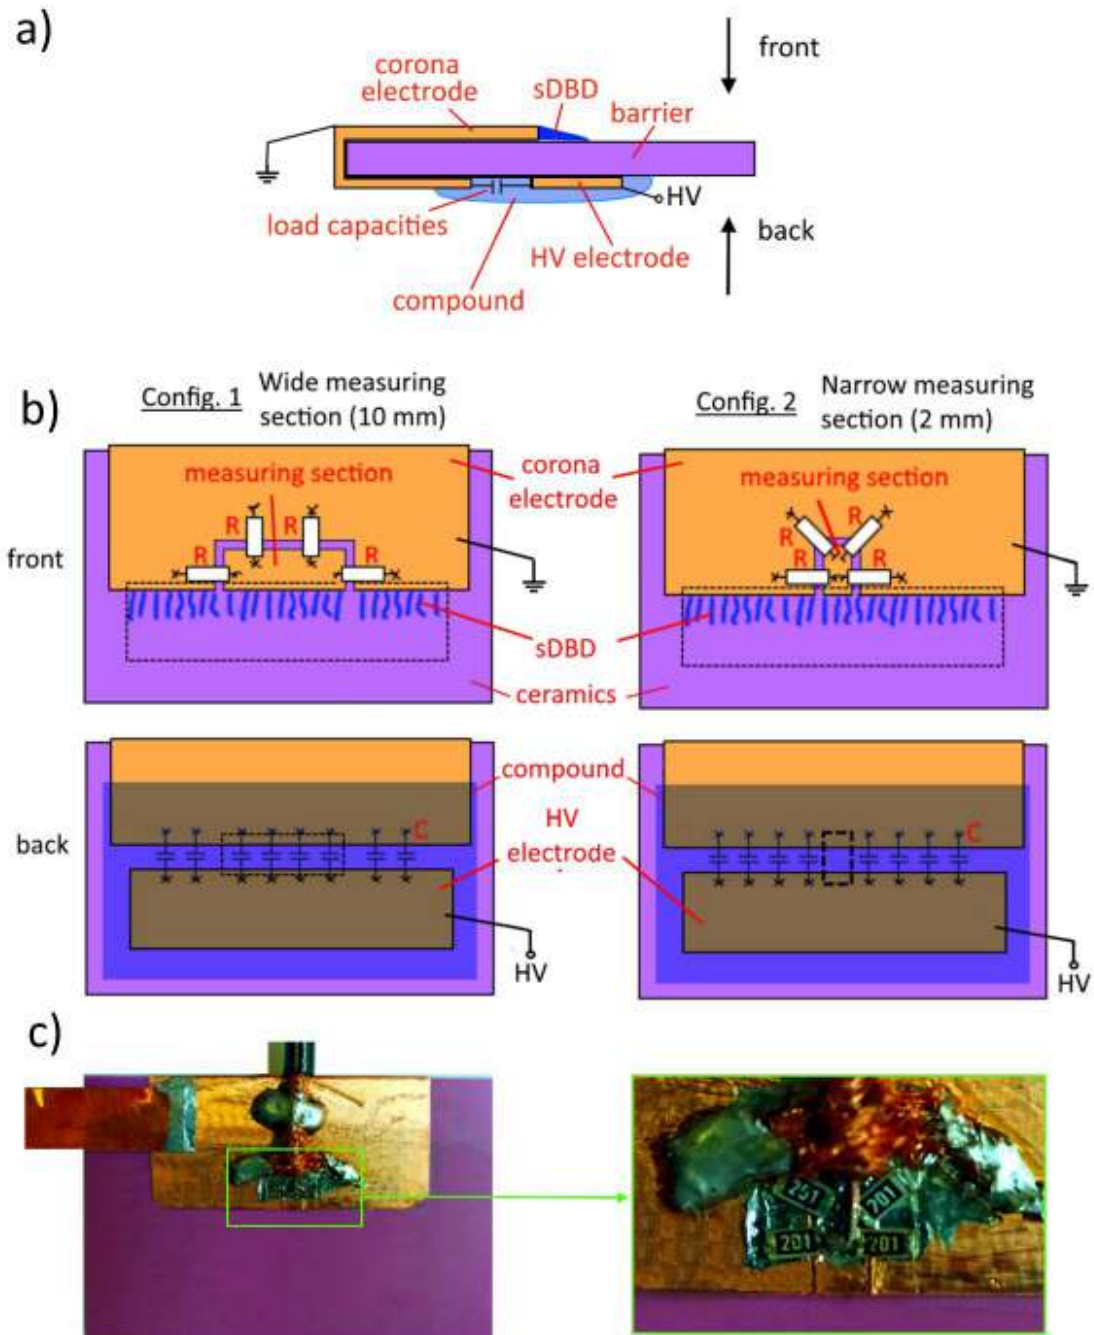 a)
front
corona
electrode
sDBD
barrier
HV
load capacities
back
HV electrode
compound
b)
Config. 1
Wide measuring
section (10 mm)
Config. 2
Narrow measuring
section (2 mm)
measuring section
corona
electrode
measuring section
R
R
R
R
R
R
R
R
front
sDBD
ceramics
compound
C
HV
electrode
C
back
HV
HV
c)
201
201
201